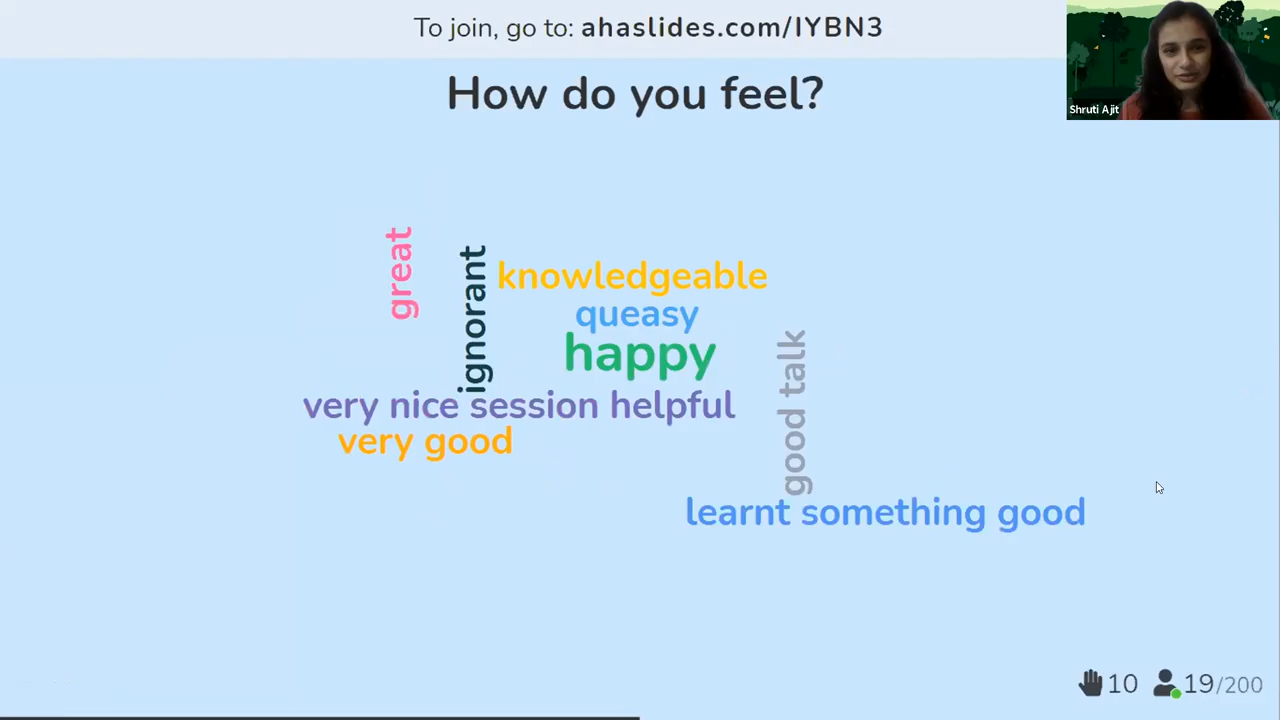 To join, go to: ahaslides.com/IYBN3
Shruti Ajit
How do you feel?
great
ignorant
knowledgeable
queasy
happy
good talk
very nice session helpful
very good
learnt something good
10 19/200